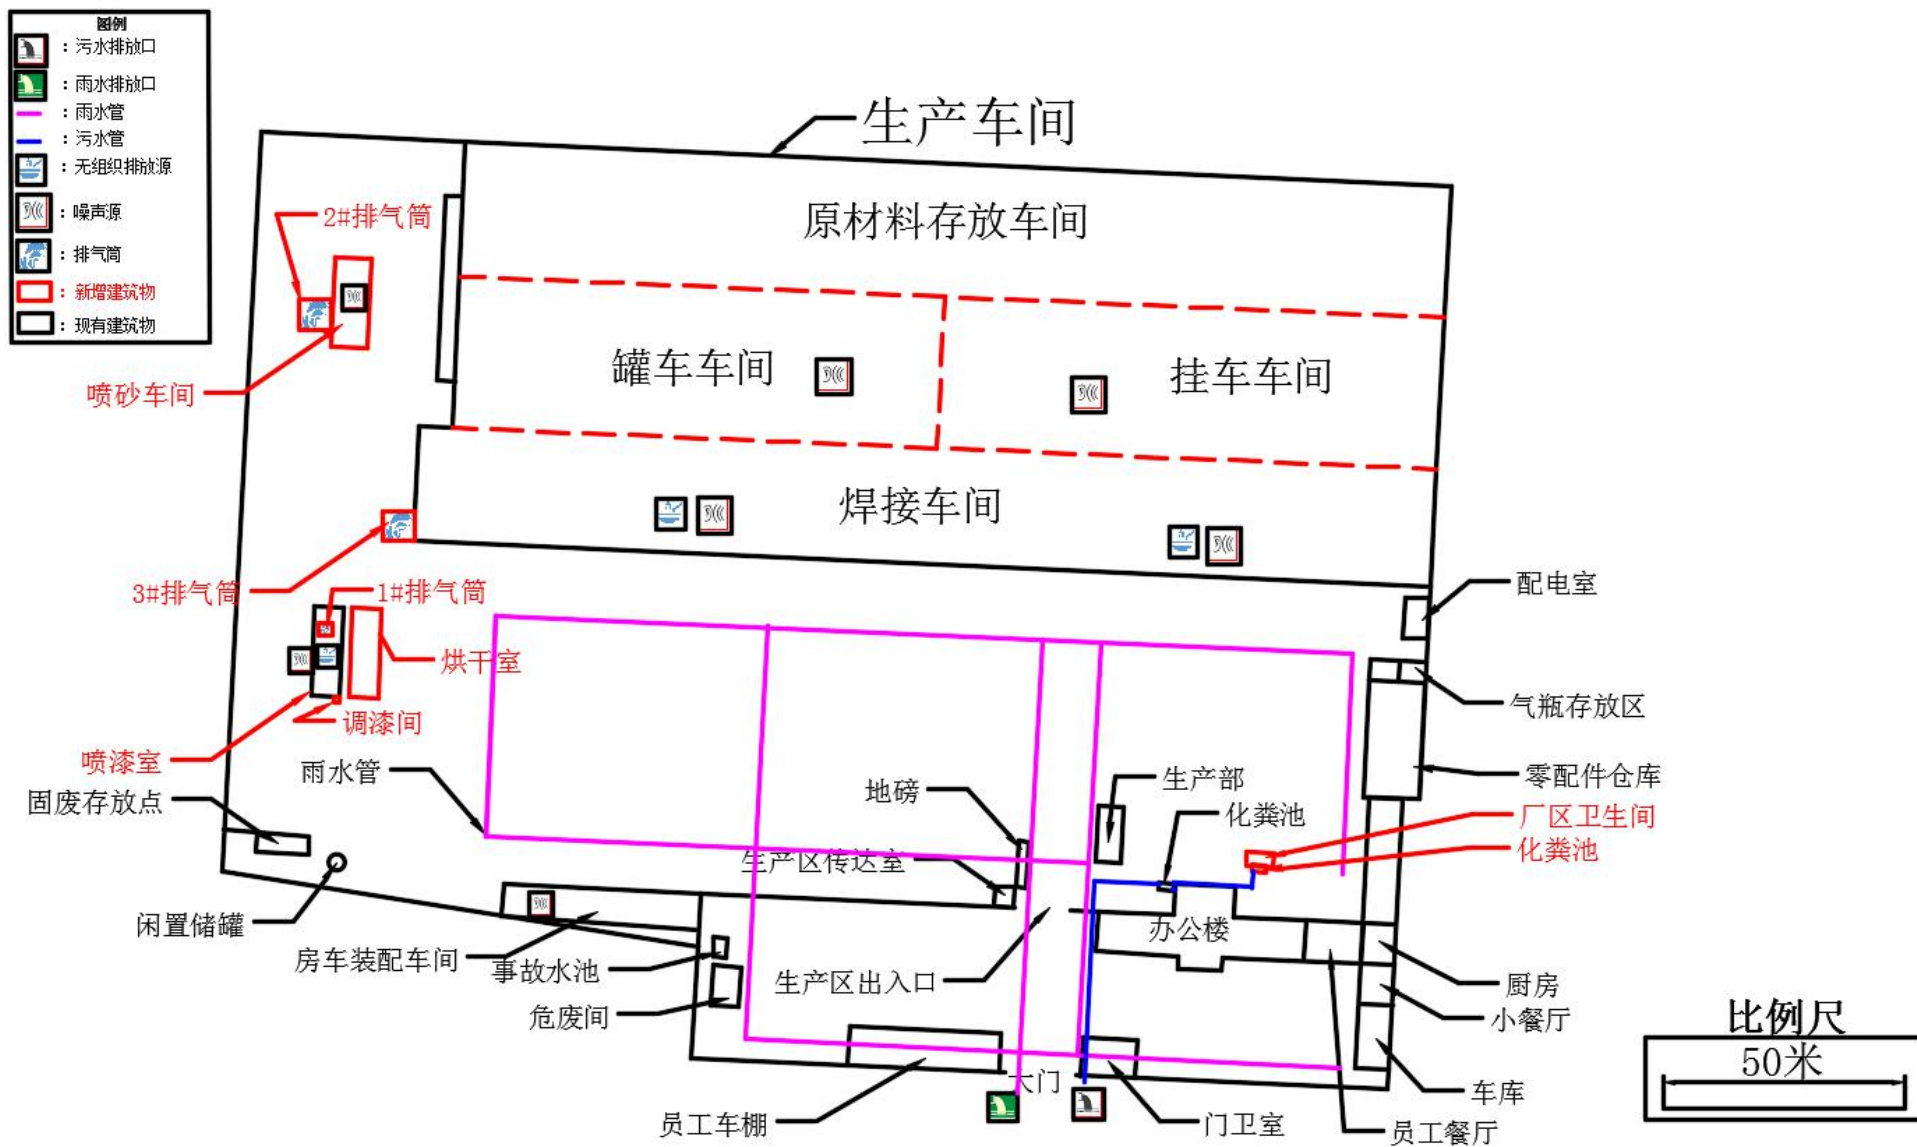 图例
：污水排放口
：雨水排放口
：雨水管
：污水管
：无组织排放源
：噪声源
：排气筒
：新增建筑物
：现有建筑物
生产车间
原材料存放车间
2#排气筒
罐车车间
挂车车间
喷砂车间
焊接车间
3#排气筒
1#排气筒
配电室
烘干室
气瓶存放区
调漆间
喷漆室
雨水管
零配件仓库
生产部
地磅
固废存放点
化粪池
厂区卫生间
化粪池
生产区传达室
闲置储罐
办公楼
房车装配车间
事故水池
生产区出入口
厨房
危废间
小餐厅
比例尺
50米
大门
车库
员工车棚
门卫室
员工餐厅